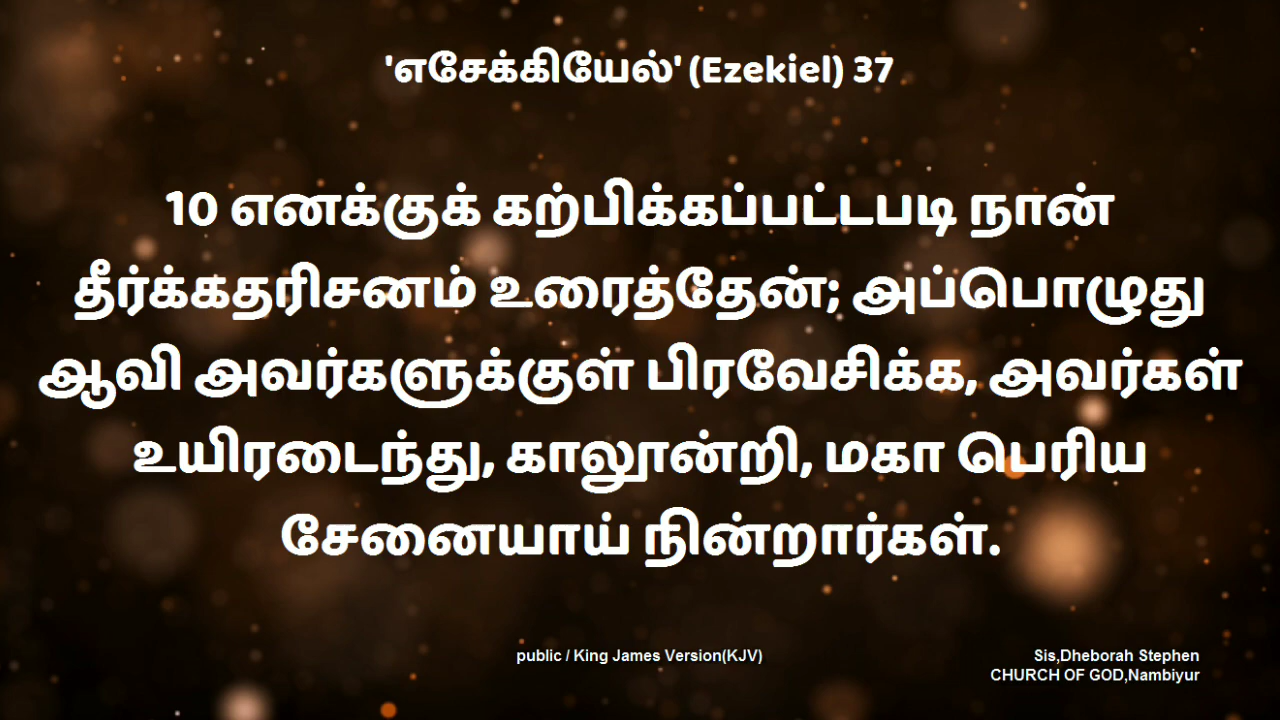 'எசேக்கியேல்' (Ezekiel) 37
10 எனக்குக் கற்பிக்கப்பட்டபடி நான்
தீர்க்கதரிசனம் உரைத்தேன்; அப்பொழுது
ஆவி அவர்களுக்குள் பிரவேசிக்க, அவர்கள்
உயிரடைந்து, காலூன்றி, மகா பெரிய
சேனையாய் நின்றார்கள்.
public / King James Version(KJV)
Sis,Dheborah Stephen
CHURCH OF GOD,Nambiyur